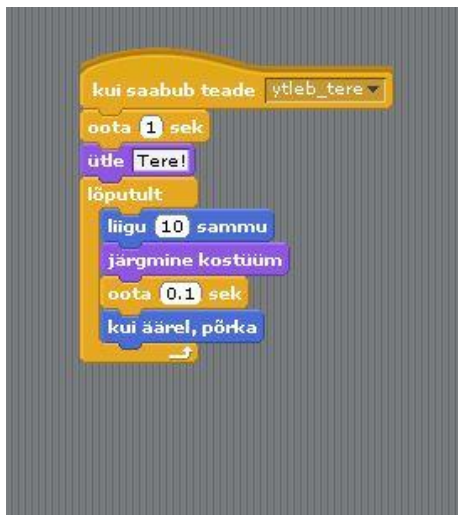 kui saabub teade ytleb_tere
oota 1 sek
ütle Tere!
lõputult
liigu 10 sammu
järgmine kostüüm
oota 0.1 sek
kui äärel, põrka